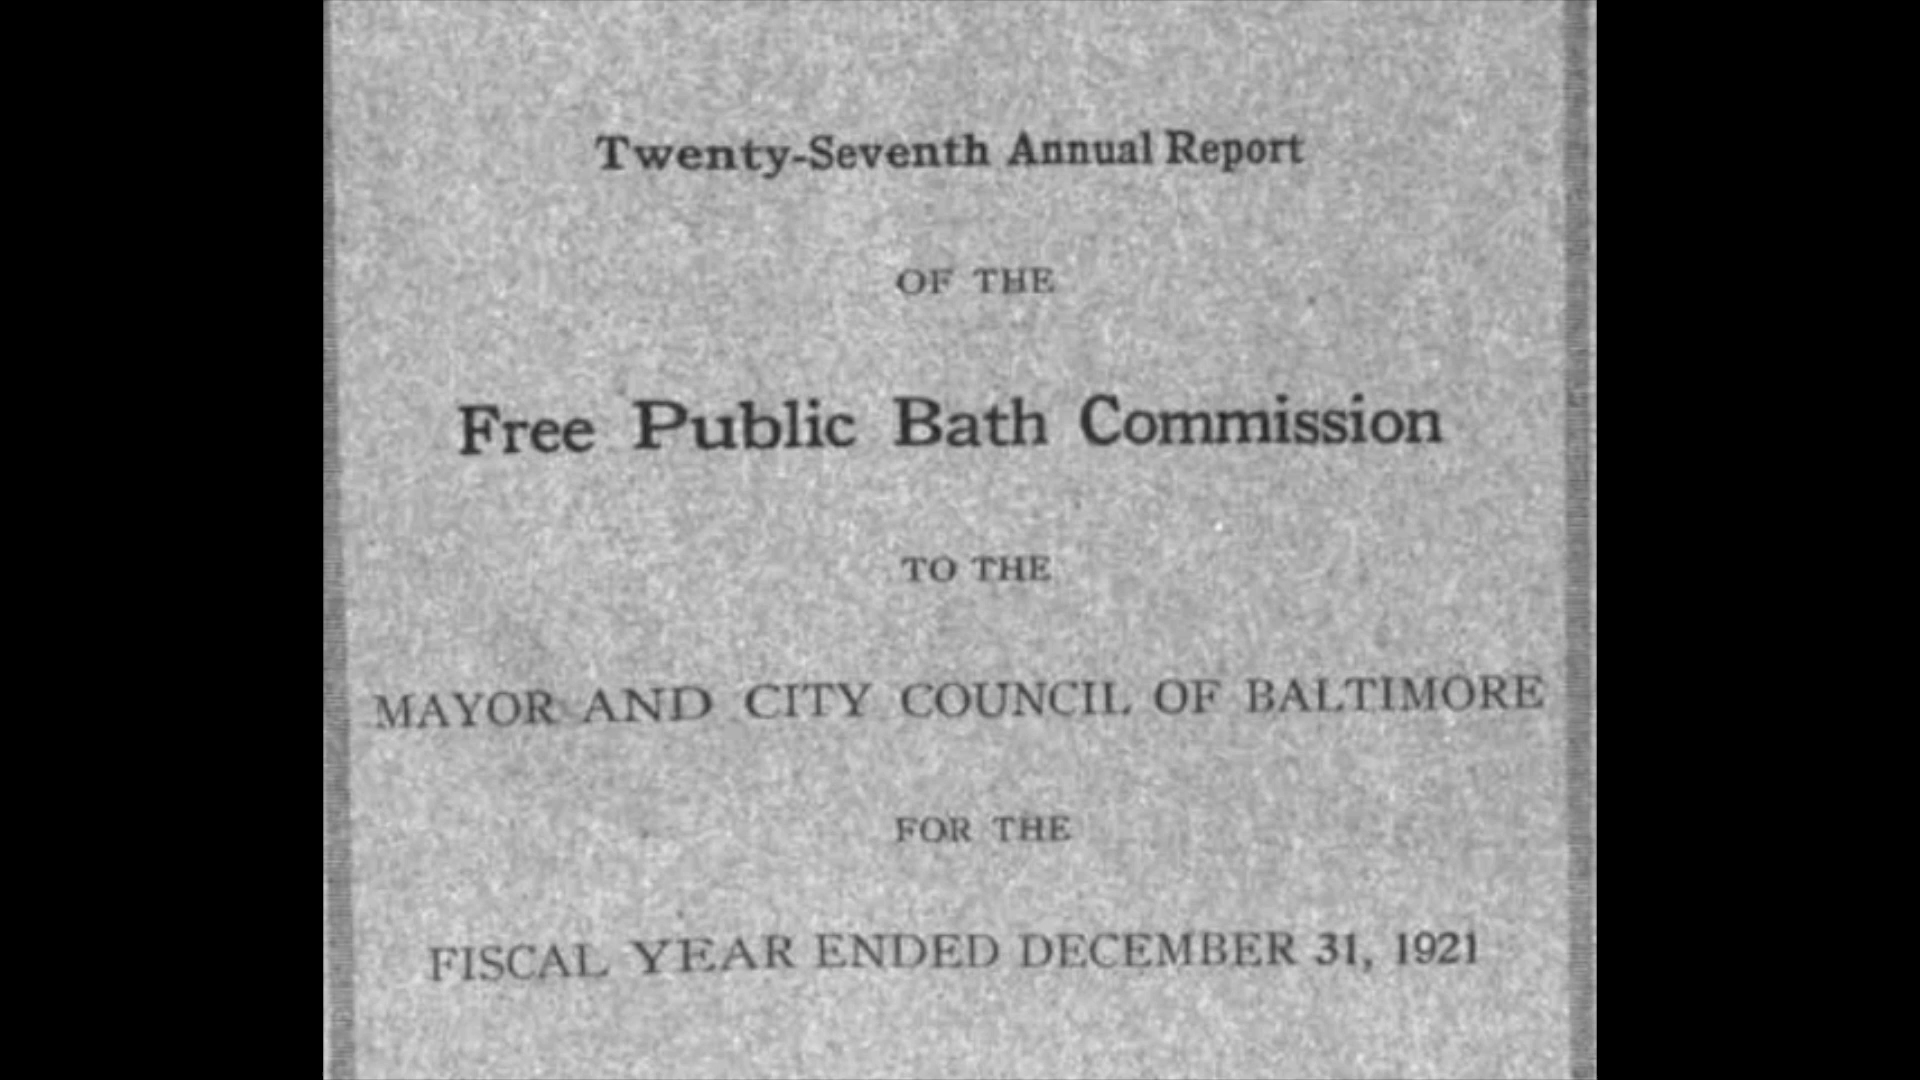 Twenty-Seventh Annual Report
OF THE
Free Public Bath Commission
TO THE
MAYOR AND CITY COUNCIL OF BALTIMORE
FOR THE
FISCAL YEAR ENDED DECEMBER 31, 1921